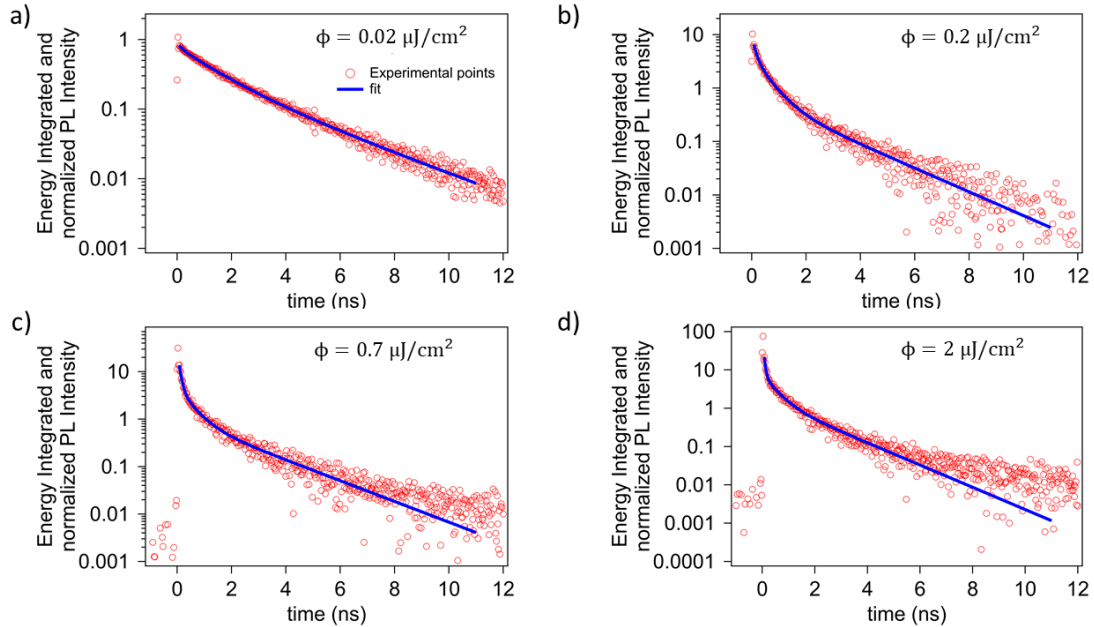 a)
Energy Integrated and
normalized PL Intensity
1
0.1
0.01
0.001
ϕ = 0.02 μJ/cm²
Experimental points
fit
0 2 4 6 8 10 12
time (ns)
b)
Energy Integrated and
normalized PL Intensity
10
1
0.1
0.01
0.001
ϕ = 0.2 μJ/cm²
0 2 4 6 8 10 12
time (ns)
c)
Energy Integrated and
normalized PL Intensity
10
1
0.1
0.01
0.001
ϕ = 0.7 μJ/cm²
0 2 4 6 8 10 12
time (ns)
d)
Energy Integrated and
normalized PL Intensity
100
10
1
0.1
0.01
0.0001
0.0001
ϕ = 2 μJ/cm²
0 2 4 6 8 10 12
time (ns)